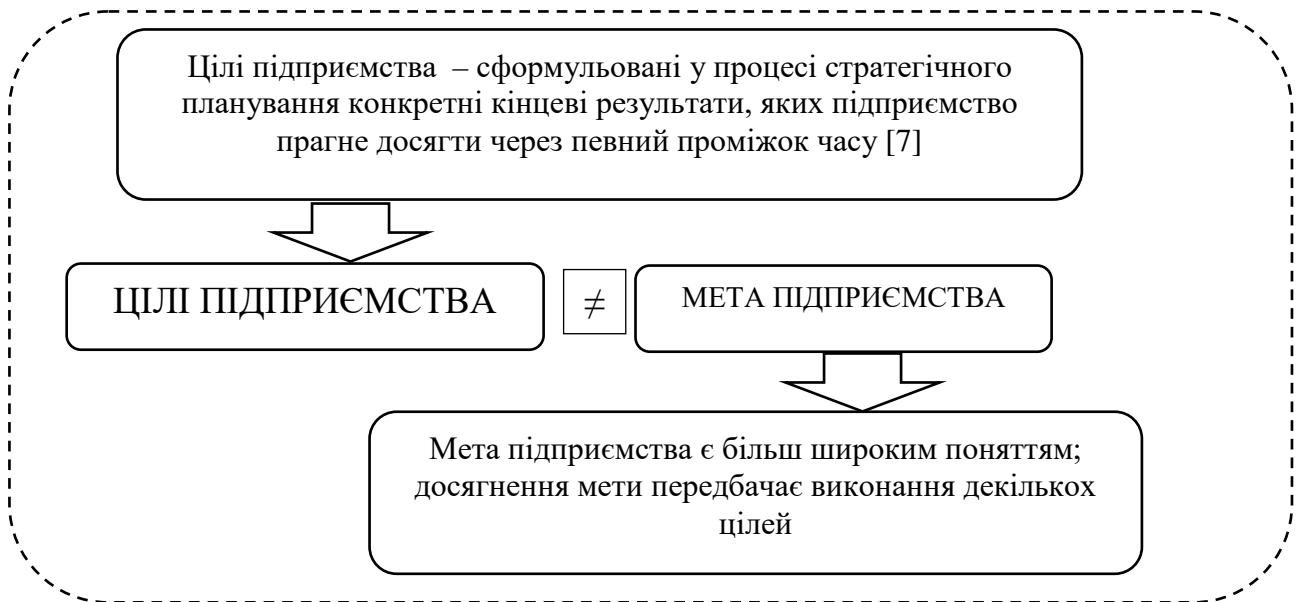 Цілі підприємства – сформульовані у процесі стратегічного
планування конкретні кінцеві результати, яких підприємство
прагне досягти через певний проміжок часу [7]
ЦІЛІ ПІДПРИЄМСТВА
≠
МЕТА ПІДПРИЄМСТВА
Мета підприємства є більш широким поняттям;
досягнення мети передбачає виконання декількох
цілей